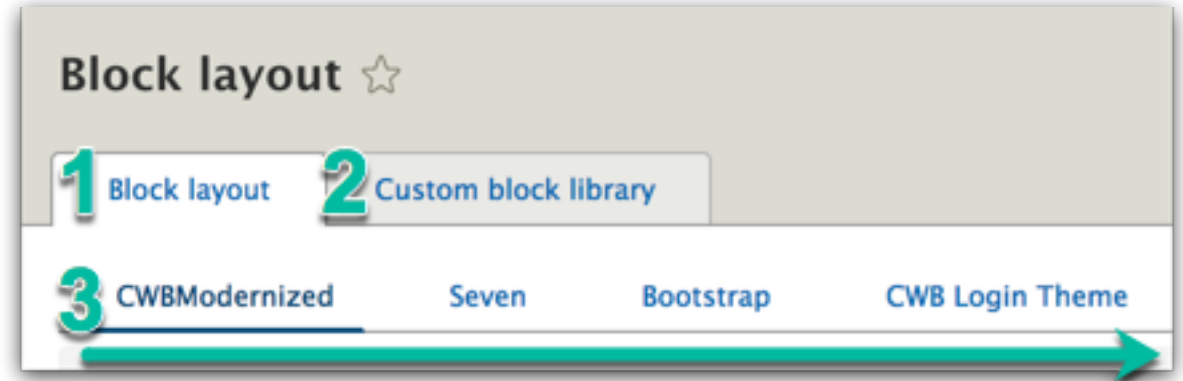 Block layout
1 Block layout 2 Custom block library
3 CWBModernized Seven Bootstrap CWB Login Theme